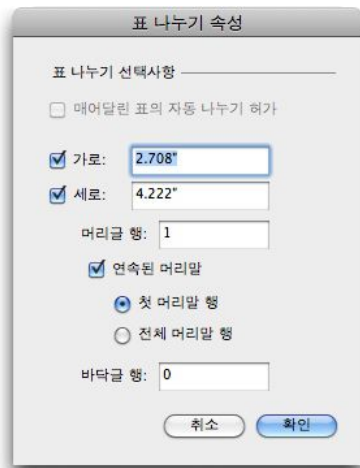 표 나누기 속성
표 나누기 선택사항
매어달린 표의 자동 나누기 허가
가로: 2.708"
세로: 4.222"
머리글 행: 1
연속된 머리말
첫 머리말 행
전체 머리말 행
바닥글 행: 0
취소 확인